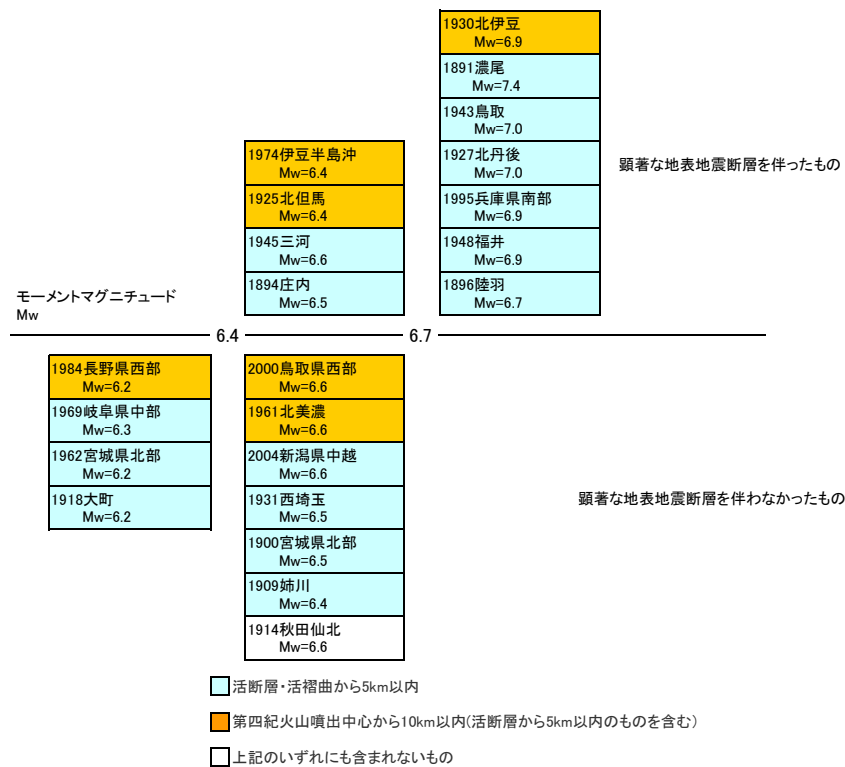 1930北伊豆
Mw=6.9
1891濃尾
Mw=7.4
1943鳥取
Mw=7.0
1927北丹後
Mw=7.0
1995兵庫県南部
Mw=6.9
1948福井
Mw=6.9
1896陸羽
Mw=6.7
1974伊豆半島沖
Mw=6.4
1925北但馬
Mw=6.4
1945三河
Mw=6.6
1894庄内
Mw=6.5
顕著な地表地震断層を伴ったもの
モーメントマグニチュード
Mw
6.4
6.7
1984長野県西部
Mw=6.2
1969岐阜県中部
Mw=6.3
1962宮城県北部
Mw=6.2
1918大町
Mw=6.2
2000鳥取県西部
Mw=6.6
1961北美濃
Mw=6.6
2004新潟県中越
Mw=6.6
1931西埼玉
Mw=6.5
1900宮城県北部
Mw=6.5
1909姉川
Mw=6.4
1914秋田仙北
Mw=6.6
顕著な地表地震断層を伴わなかったもの
活断層・活褶曲から5km以内
第四紀火山噴出中心から10km以内(活断層から5km以内のものを含む)
上記のいずれにも含まれないもの